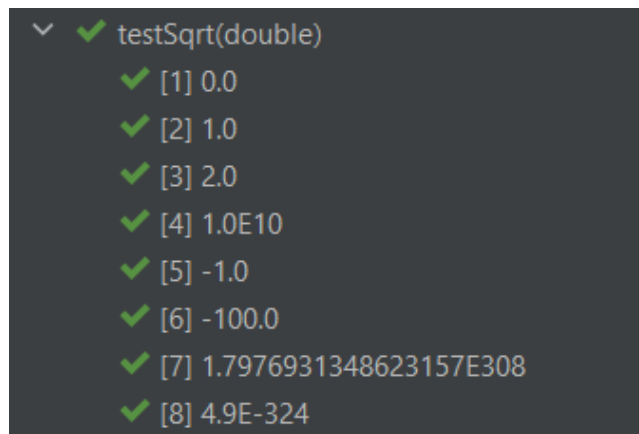 testSqrt(double)
[1] 0.0
[2] 1.0
[3] 2.0
[4] 1.0E10
[5] -1.0
[6] -100.0
[7] 1.7976931348623157E308
[8] 4.9E-324